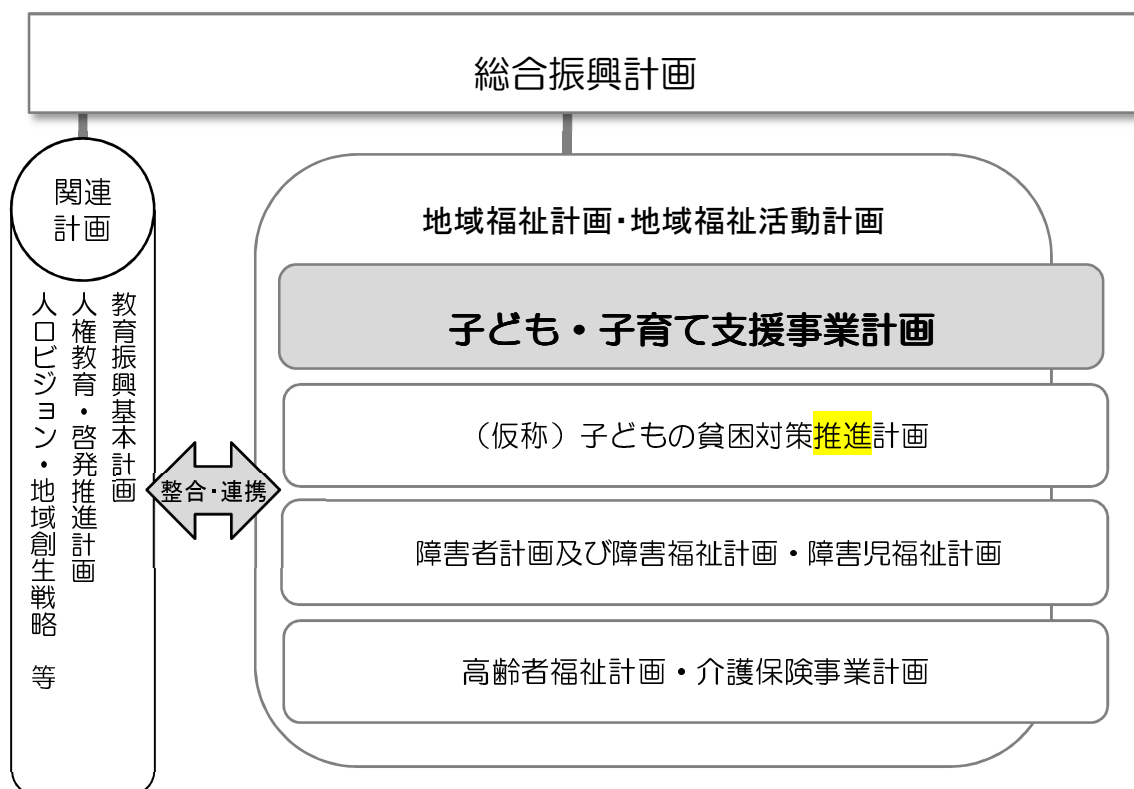 総合振興計画
関連
計画
教育振興基本計画
人権教育・啓発推進計画
人口ビジョン・地域創生戦略　等
整合・連携
地域福祉計画・地域福祉活動計画
子ども・子育て支援事業計画
（仮称）子どもの貧困対策推進計画
障害者計画及び障害福祉計画・障害児福祉計画
高齢者福祉計画・介護保険事業計画